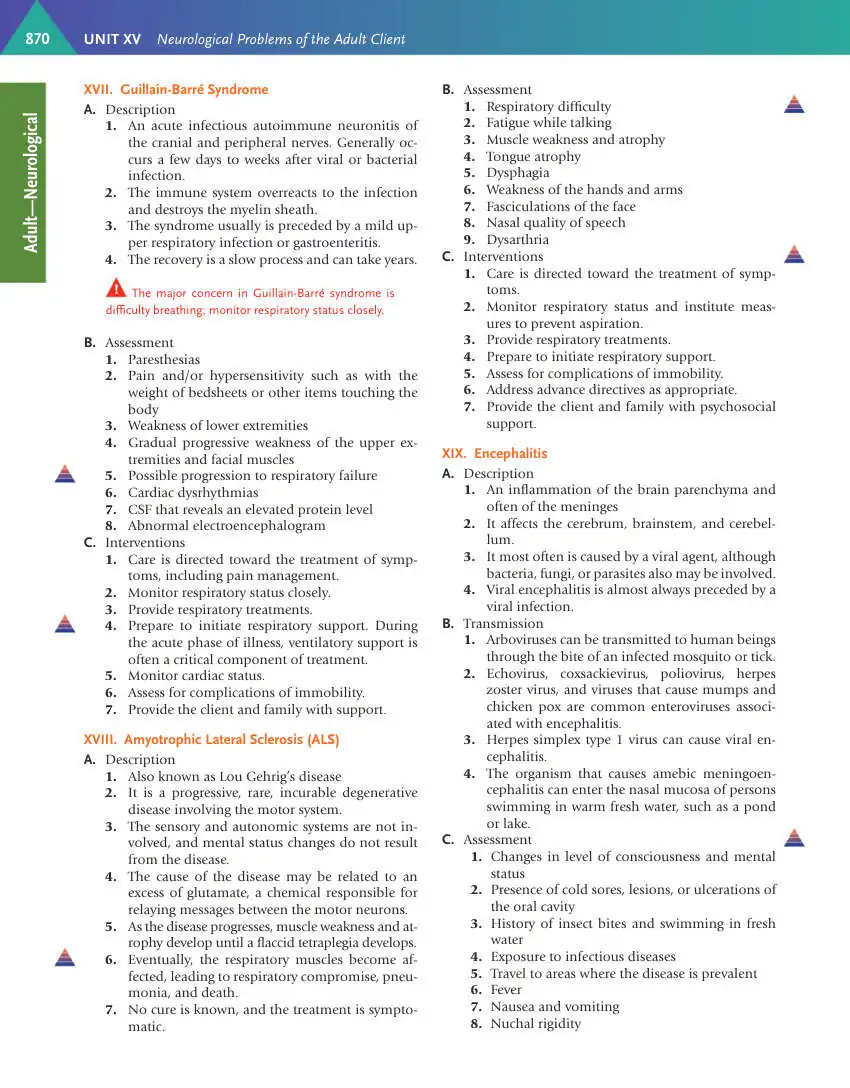 870
UNIT XV Neurological Problems of the Adult Client
Adult—Neurological
XVII. Guillain-Barré Syndrome
A. Description
1. An acute infectious autoimmune neuronitis of
the cranial and peripheral nerves. Generally oc-
curs a few days to weeks after viral or bacterial
infection.
2. The immune system overreacts to the infection
and destroys the myelin sheath.
3. The syndrome usually is preceded by a mild up-
per respiratory infection or gastroenteritis.
4. The recovery is a slow process and can take years.
! The major concern in Guillain-Barré syndrome is
difficulty breathing; monitor respiratory status closely.
B. Assessment
1. Paresthesias
2. Pain and/or hypersensitivity such as with the
weight of bedsheets or other items touching the
body
3. Weakness of lower extremities
4. Gradual progressive weakness of the upper ex-
tremities and facial muscles
5. Possible progression to respiratory failure
6. Cardiac dysrhythmias
7. CSF that reveals an elevated protein level
8. Abnormal electroencephalogram
C. Interventions
1. Care is directed toward the treatment of symp-
toms, including pain management.
2. Monitor respiratory status closely.
3. Provide respiratory treatments.
4. Prepare to initiate respiratory support. During
the acute phase of illness, ventilatory support is
often a critical component of treatment.
5. Monitor cardiac status.
6. Assess for complications of immobility.
7. Provide the client and family with support.
XVIII. Amyotrophic Lateral Sclerosis (ALS)
A. Description
1. Also known as Lou Gehrig's disease
2. It is a progressive, rare, incurable degenerative
disease involving the motor system.
3. The sensory and autonomic systems are not in-
volved, and mental status changes do not result
from the disease.
4. The cause of the disease may be related to an
excess of glutamate, a chemical responsible for
relaying messages between the motor neurons.
5. As the disease progresses, muscle weakness and at-
rophy develop until a flaccid tetraplegia develops.
6. Eventually, the respiratory muscles become af-
fected, leading to respiratory compromise, pneu-
monia, and death.
7. No cure is known, and the treatment is sympto-
matic.
B. Assessment
1. Respiratory difficulty
2. Fatigue while talking
3. Muscle weakness and atrophy
4. Tongue atrophy
5. Dysphagia
6. Weakness of the hands and arms
7. Fasciculations of the face
8. Nasal quality of speech
9. Dysarthria
C. Interventions
1. Care is directed toward the treatment of symp-
toms.
2. Monitor respiratory status and institute meas-
ures to prevent aspiration.
3. Provide respiratory treatments.
4. Prepare to initiate respiratory support.
5. Assess for complications of immobility.
6. Address advance directives as appropriate.
7. Provide the client and family with psychosocial
support.
XIX. Encephalitis
A. Description
1. An inflammation of the brain parenchyma and
often of the meninges
2. It affects the cerebrum, brainstem, and cerebel-
lum.
3. It most often is caused by a viral agent, although
bacteria, fungi, or parasites also may be involved.
4. Viral encephalitis is almost always preceded by a
viral infection.
B. Transmission
1. Arboviruses can be transmitted to human beings
through the bite of an infected mosquito or tick.
2. Echovirus, coxsackievirus, poliovirus, herpes
zoster virus, and viruses that cause mumps and
chicken pox are common enteroviruses associ-
ated with encephalitis.
3. Herpes simplex type 1 virus can cause viral en-
cephalitis.
4. The organism that causes amebic meningoen-
cephalitis can enter the nasal mucosa of persons
swimming in warm fresh water, such as a pond
or lake.
C. Assessment
1. Changes in level of consciousness and mental
status
2. Presence of cold sores, lesions, or ulcerations of
the oral cavity
3. History of insect bites and swimming in fresh
water
4. Exposure to infectious diseases
5. Travel to areas where the disease is prevalent
6. Fever
7. Nausea and vomiting
8. Nuchal rigidity